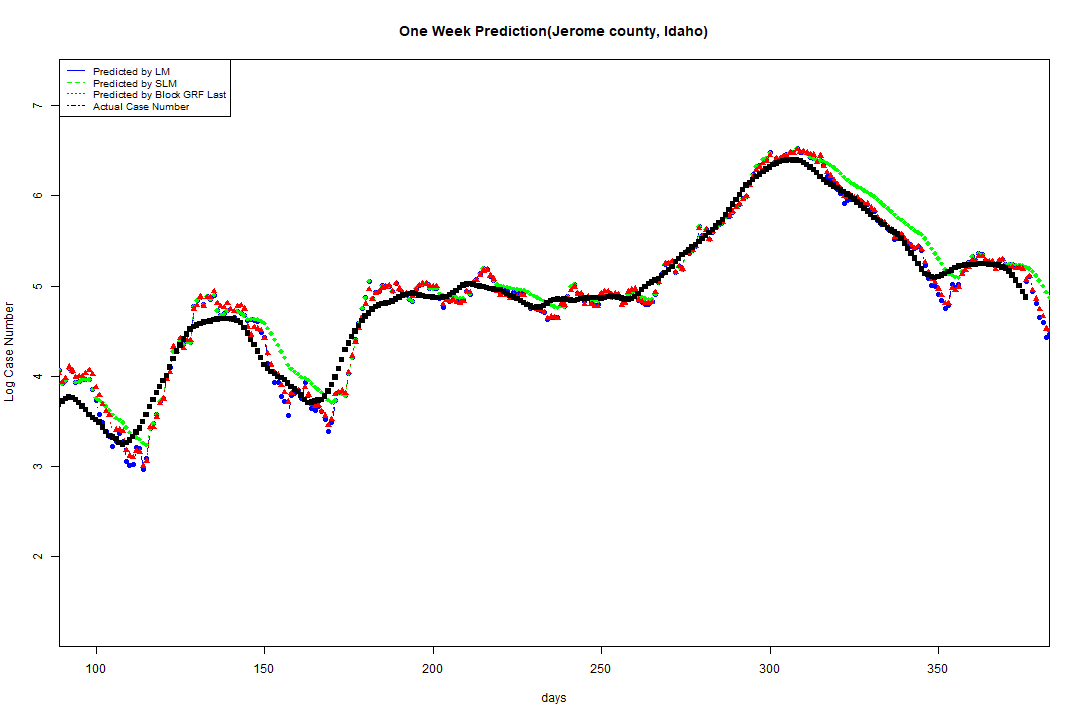 One Week Prediction(Jerome county, Idaho)
Predicted by LM
Predicted by SLM
Predicted by Block GRF Last
Actual Case Number
7
6
5
4
3
2
Log Case Number
100 150 200 250 300 350
days